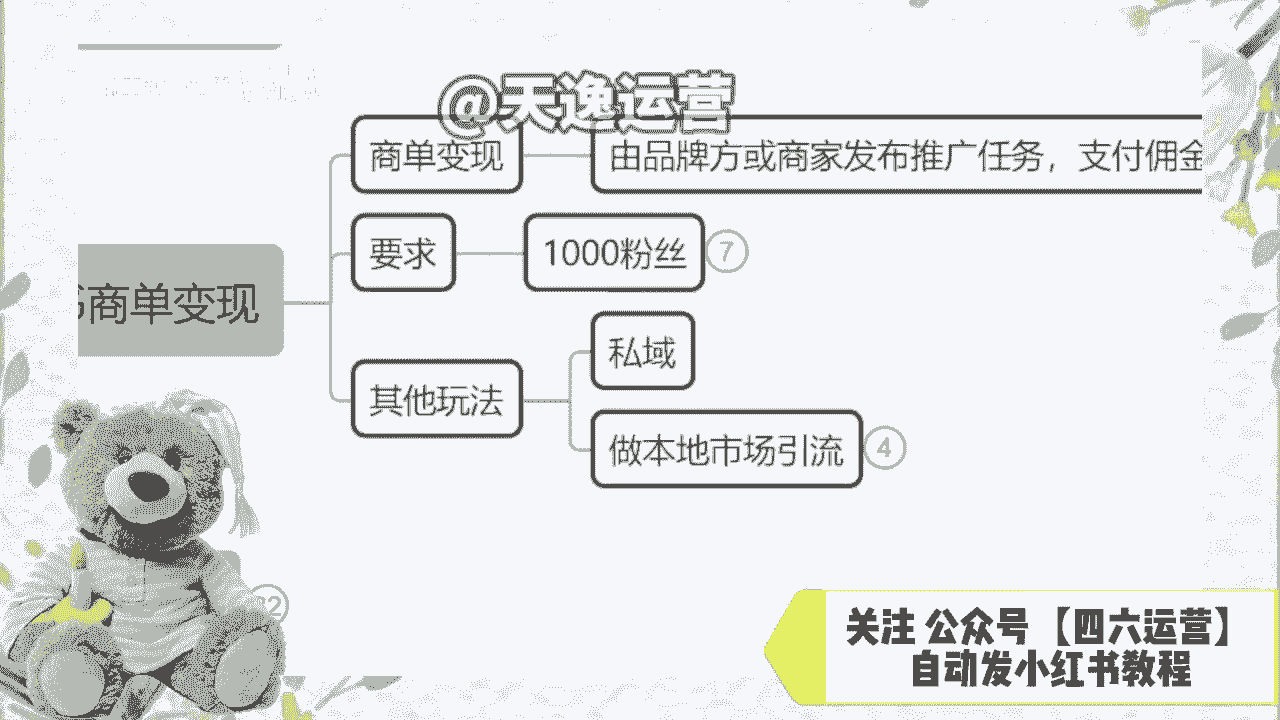 @天逸运营
商单变现
由品牌方或商家发布推广任务，支付佣金
要求
1000粉丝
7
商单变现
私域
其他玩法
做本地市场引流
4
2
关注 公众号 【四六运营】
自动发小红书教程